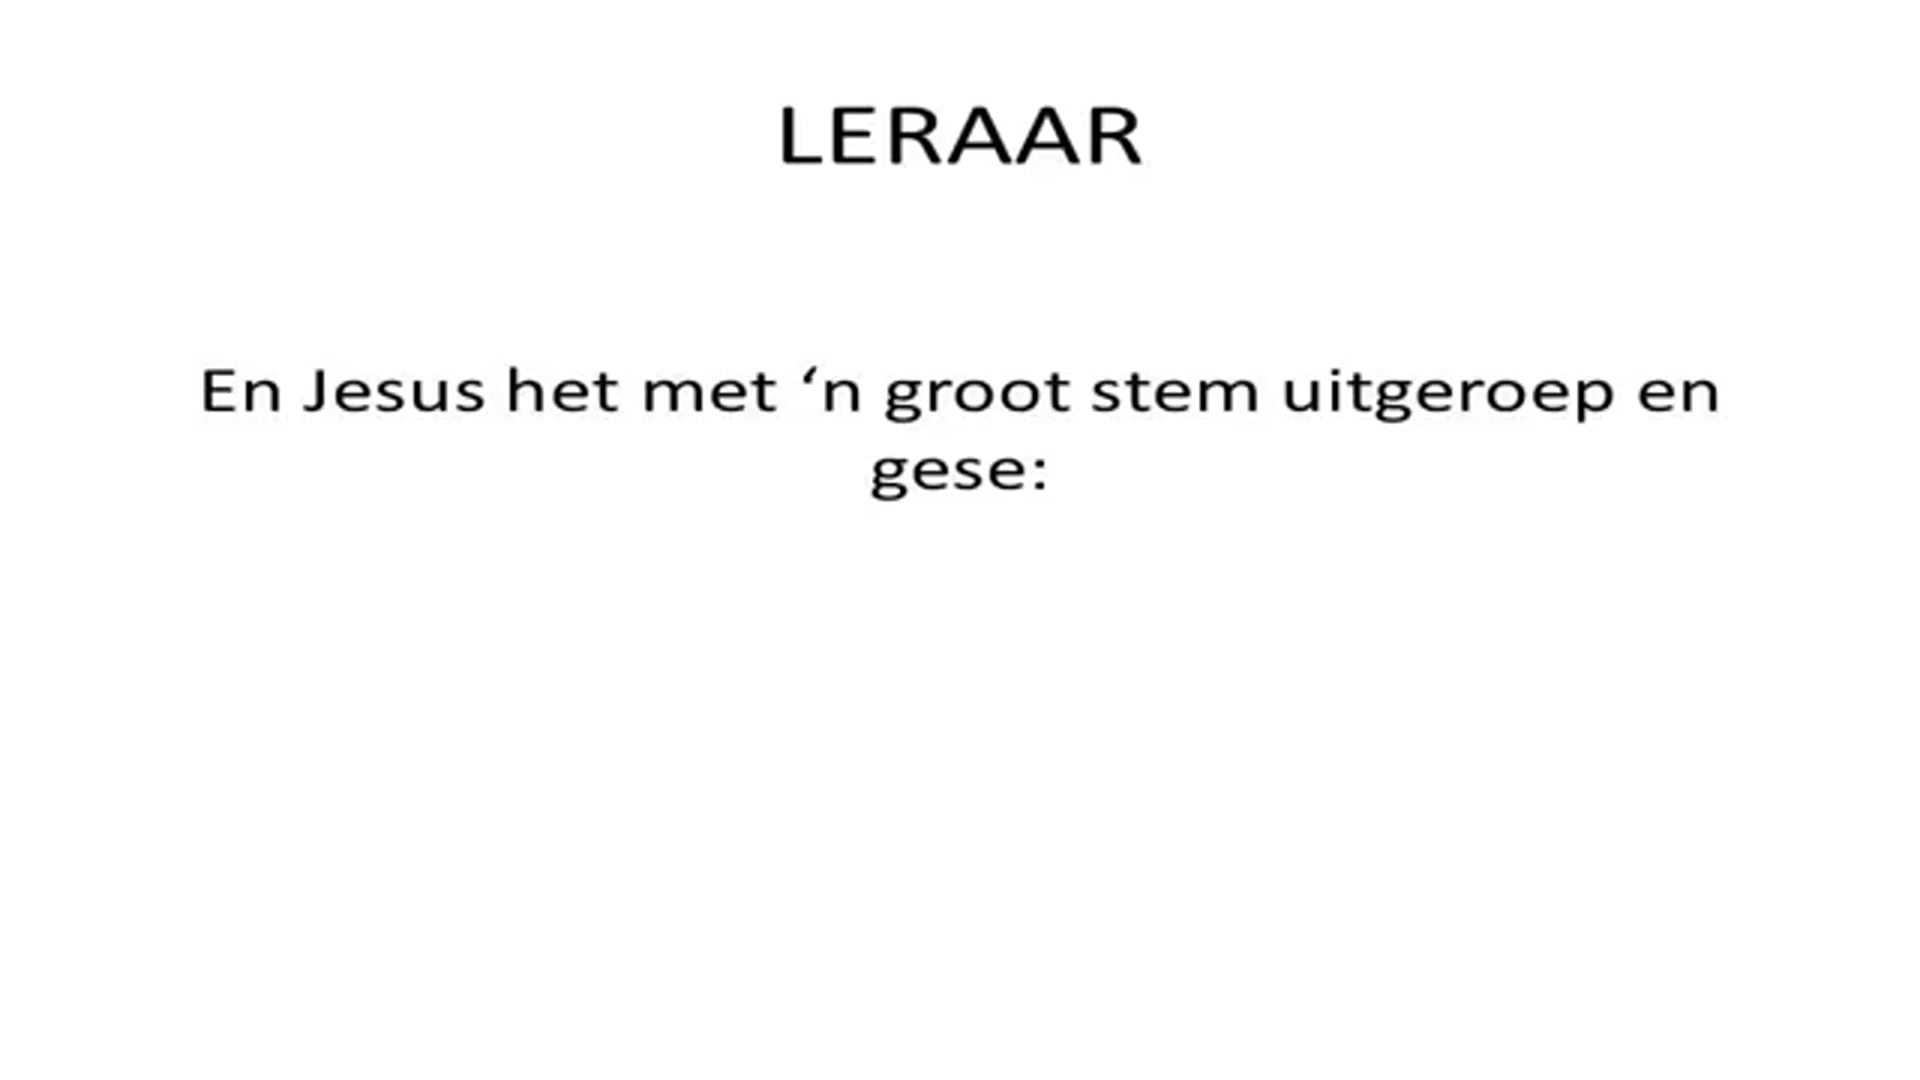 LERAAR
En Jesus het met ‘n groot stem uitgeroep en
gese: